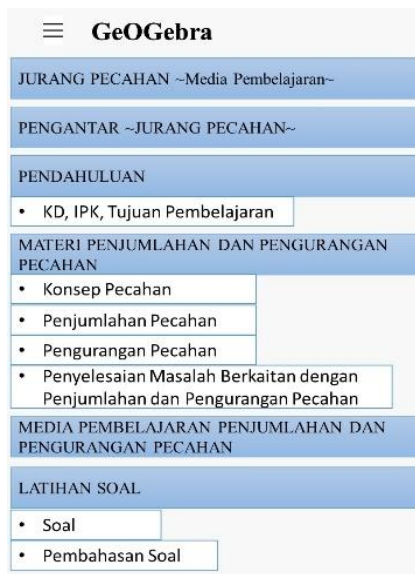 GeOGebra
JURANG PECAHAN ~Media Pembelajaran~
PENGANTAR ~JURANG PECAHAN~
PENDAHULUAN
• KD, IPK, Tujuan Pembelajaran
MATERI PENJUMLAHAN DAN PENGURANGAN
PECAHAN
• Konsep Pecahan
• Penjumlahan Pecahan
• Pengurangan Pecahan
• Penyelesaian Masalah Berkaitan dengan
Penjumlahan dan Pengurangan Pecahan
MEDIA PEMBELAJARAN PENJUMLAHAN DAN
PENGURANGAN PECAHAN
LATIHAN SOAL
• Soal
• Pembahasan Soal